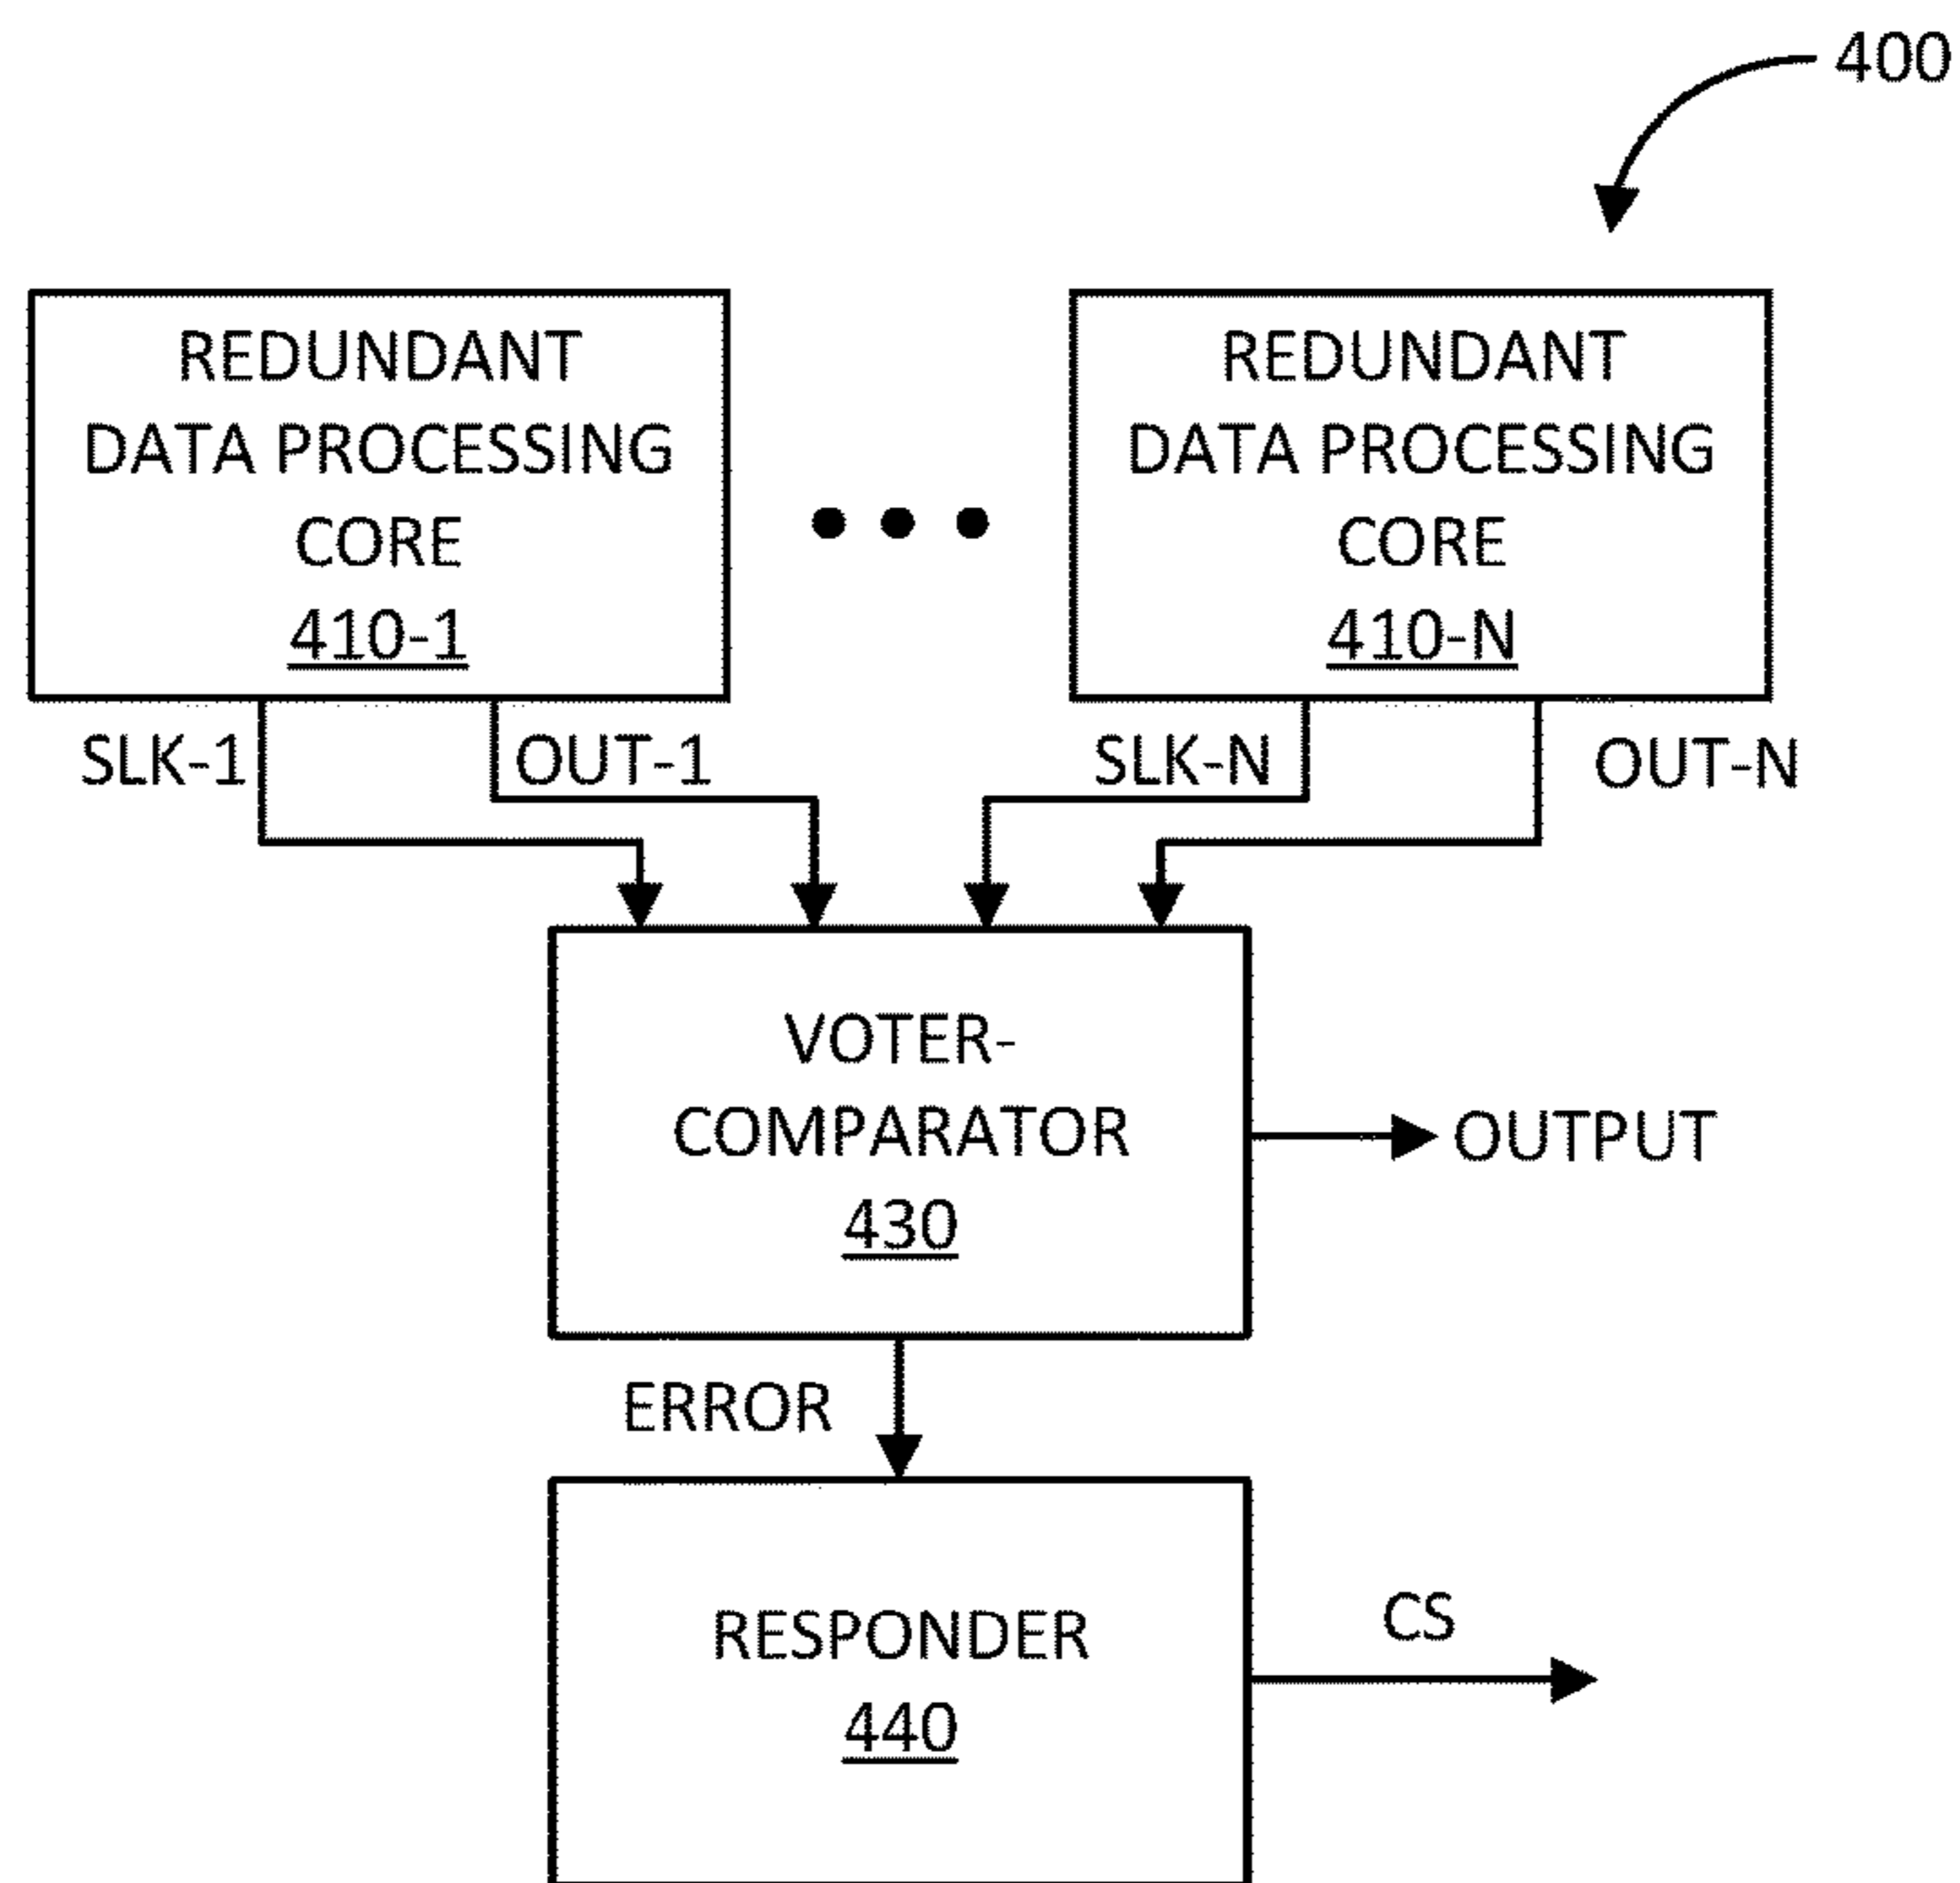 400
REDUNDANT
DATA PROCESSING
CORE
410-1
REDUNDANT
DATA PROCESSING
CORE
410-N
SLK-1
OUT-1
SLK-N
OUT-N
VOTER-
COMPARATOR
430
OUTPUT
ERROR
RESPONDER
440
CS